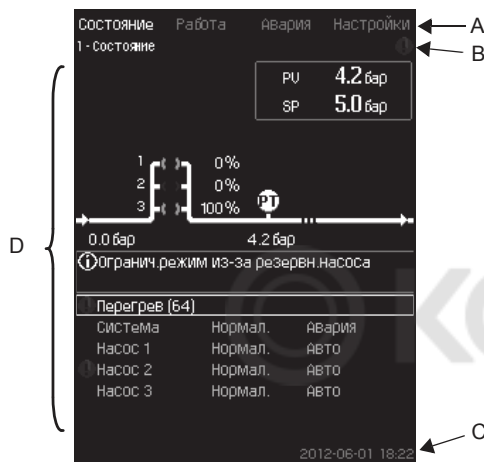 Состояние Работа Авария Настройки A
1 - Состояние B
PV 4.2 бар
SP 5.0 бар
D
1 0%
2 0%
3 100% PT
0.0 бар 4.2 бар
Огранич.режим из-за резервн.насоса
Перегрев (64)
Система Нормал. Авария
Насос 1 Нормал. Авто
Насос 2 Нормал. Авто
Насос 3 Нормал. Авто
C
2012-06-01 18:22